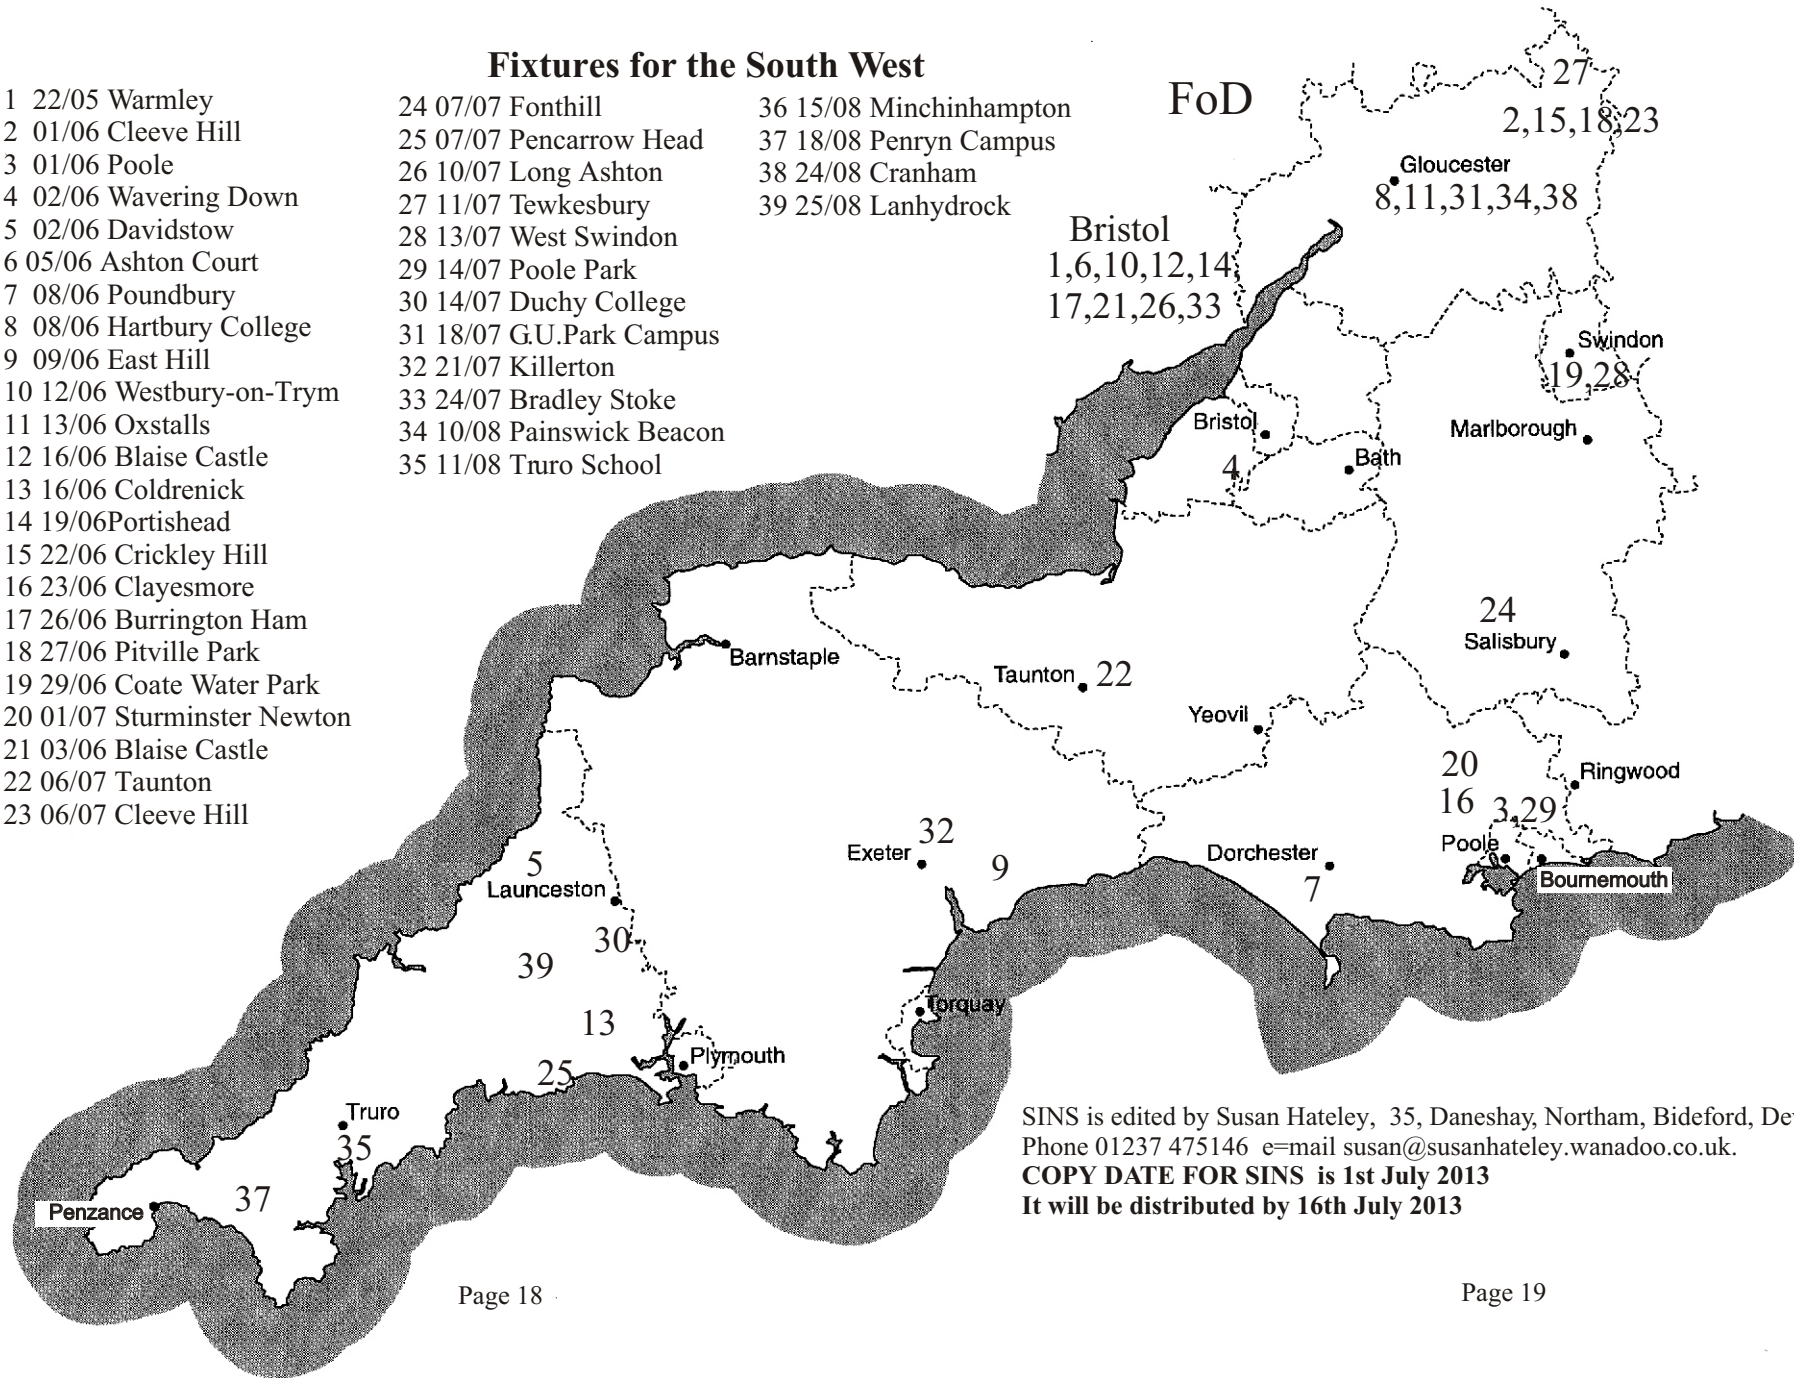 Fixtures for the South West
1 22/05 Warmley
2 01/06 Cleeve Hill
3 01/06 Poole
4 02/06 Wavering Down
5 02/06 Davidstow
6 05/06 Ashton Court
7 08/06 Poundbury
8 08/06 Hartbury College
9 09/06 East Hill
10 12/06 Westbury-on-Trym
11 13/06 Oxstalls
12 16/06 Blaise Castle
13 16/06 Coldrenick
14 19/06Portishead
15 22/06 Crickley Hill
16 23/06 Clayesmore
17 26/06 Burrington Ham
18 27/06 Pitville Park
19 29/06 Coate Water Park
20 01/07 Sturminster Newton
21 03/06 Blaise Castle
22 06/07 Taunton
23 06/07 Cleeve Hill
24 07/07 Fonthill
25 07/07 Pencarrow Head
26 10/07 Long Ashton
27 11/07 Tewkesbury
28 13/07 West Swindon
29 14/07 Poole Park
30 14/07 Duchy College
31 18/07 G.U.Park Campus
32 21/07 Killerton
33 24/07 Bradley Stoke
34 10/08 Painswick Beacon
35 11/08 Truro School
36 15/08 Minchinhampton
37 18/08 Penryn Campus
38 24/08 Cranham
39 25/08 Lanhydrock
FoD
27
2,15,18,23
Gloucester
8,11,31,34,38
Bristol
1,6,10,12,14,
17,21,26,33
Swindon
19,28
Bristol
Marlborough
4
Bath
24
Salisbury
Barnstaple
Taunton 22
Yeovil
20
Ringwood
16
3,29
Poole
Bournemouth
Exeter
32
9
Dorchester
7
5
Launceston
30
39
Torquay
13
Plymouth
25
Truro
35
37
Penzance
SINS is edited by Susan Hateley, 35, Daneshay, Northam, Bideford, De
Phone 01237 475146 e=mail susan@susanhateley.wanadoo.co.uk.
COPY DATE FOR SINS is 1st July 2013
It will be distributed by 16th July 2013
Page 18
Page 19